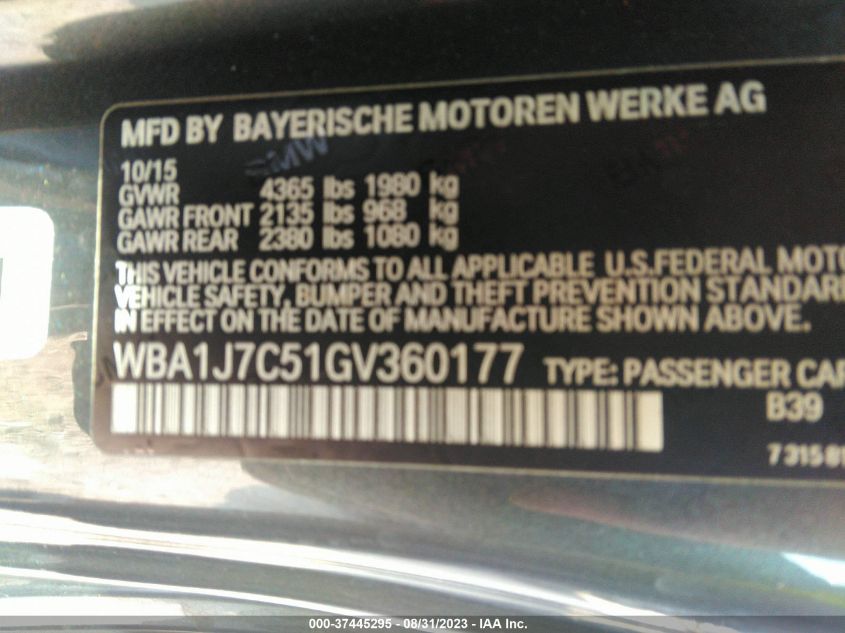 MFD BY BAYERISCHE MOTOREN WERKE AG
10/15
GVWR 4365 lbs 1980 kg
GAWR FRONT 2135 lbs 968 kg
GAWR REAR 2380 lbs 1080 kg
THIS VEHICLE CONFORMS TO ALL APPLICABLE U.S.FEDERAL MOTO
VEHICLE SAFETY, BUMPER AND THEFT PREVENTION STANDARD
IN EFFECT ON THE DATE OF MANUFACTURE SHOWN ABOVE.
WBA1J7C51GV360177 TYPE: PASSENGER CAR
B39
731589
000-37445295 - 08/31/2023 - IAA Inc.